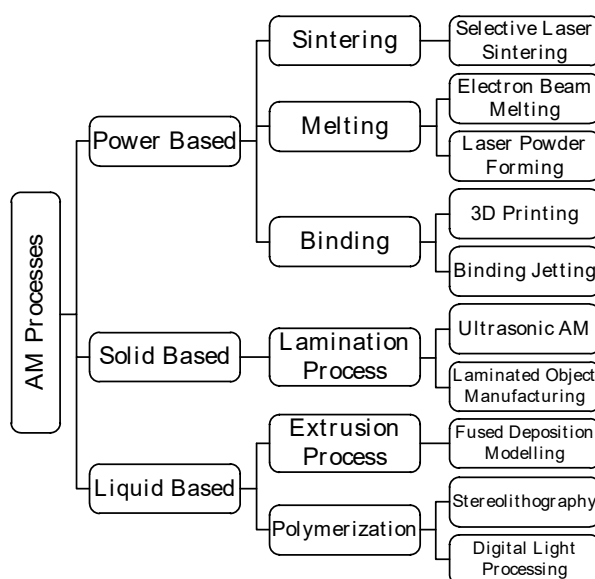 AM Processes
Power Based
Sintering
Selective Laser
Sintering
Melting
Electron Beam
Melting
Laser Powder
Forming
Binding
3D Printing
Binding Jetting
Solid Based
Lamination
Process
Ultrasonic AM
Laminated Object
Manufacturing
Liquid Based
Extrusion
Process
Fused Deposition
Modelling
Polymerization
Stereolithography
Digital Light
Processing